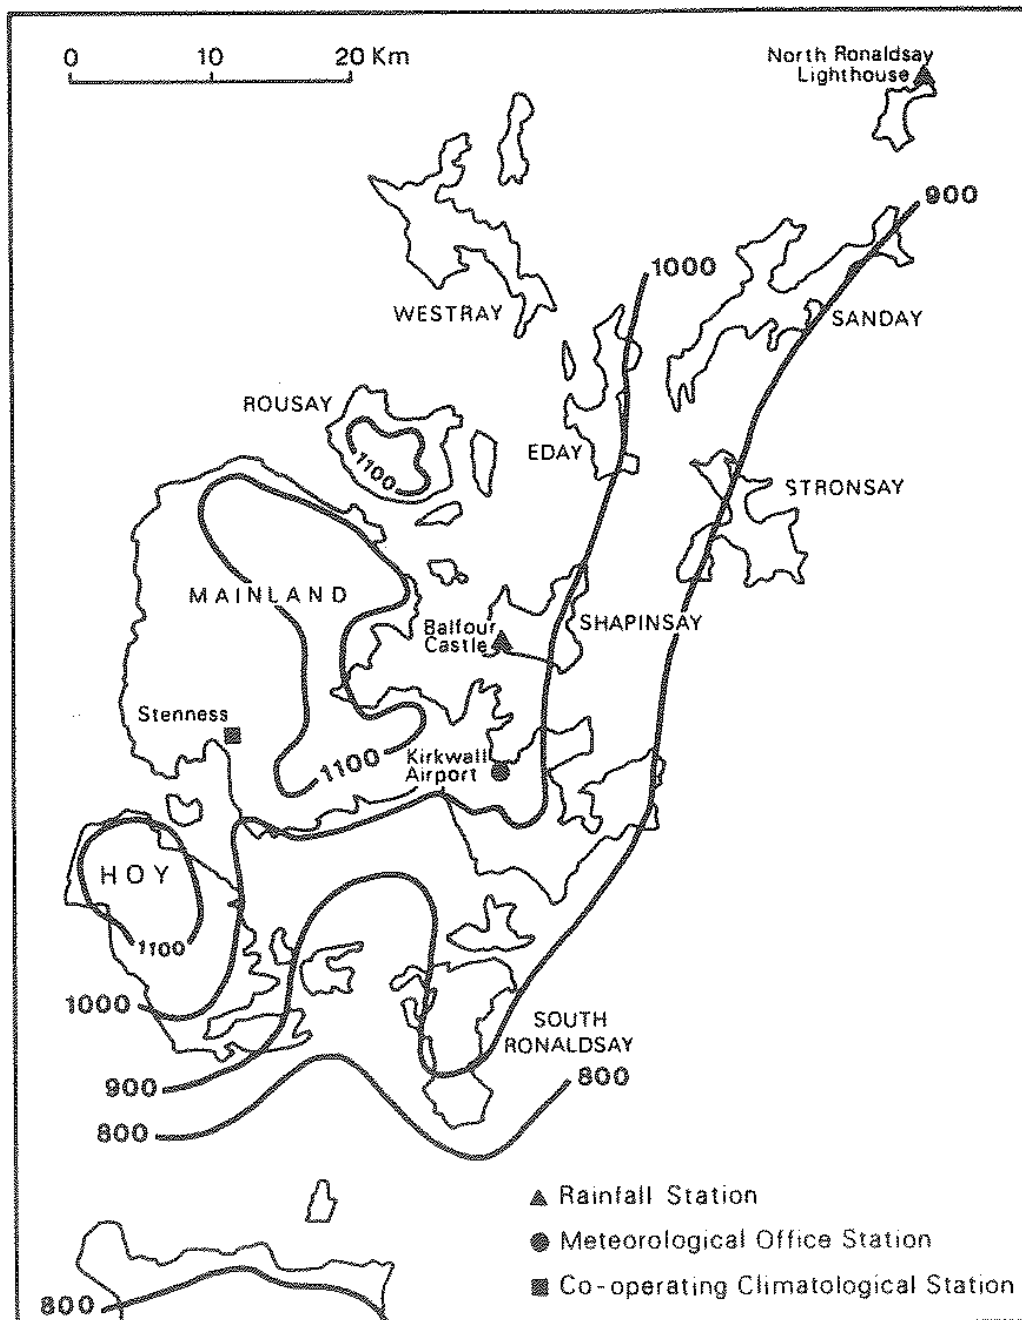 0 10 20 Km
North Ronaldsay
Lighthouse
900
1000
WESTRAY
SANDAY
ROUSAY
1100
EDAY
STRONSAY
MAINLAND
Balfour
Castle
SHAPINSAY
Stenness
1100
Kirkwall
Airport
HOY
1100
1000
SOUTH
RONALDSAY
900
800
800
Rainfall Station
Meteorological Office Station
Co-operating Climatological Station
800